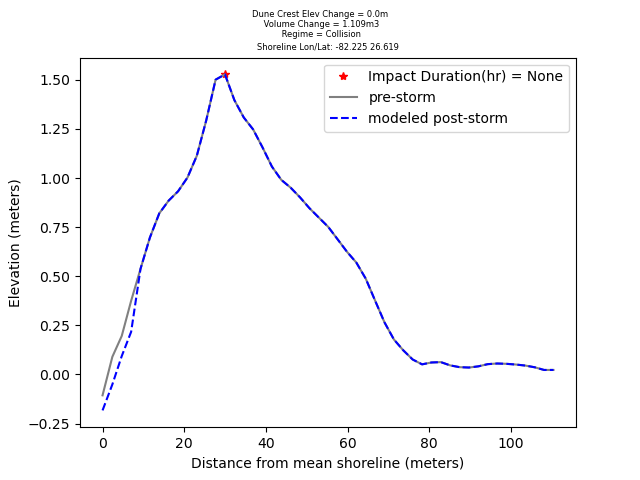 Dune Crest Elev Change = 0.0m
Volume Change = 1.109m3
Regime = Collision
Shoreline Lon/Lat: -82.225 26.619
Impact Duration(hr) = None
pre-storm
modeled post-storm
1.50
1.25
1.00
0.75
0.50
0.25
0.00
−0.25
Elevation (meters)
0 20 40 60 80 100
Distance from mean shoreline (meters)